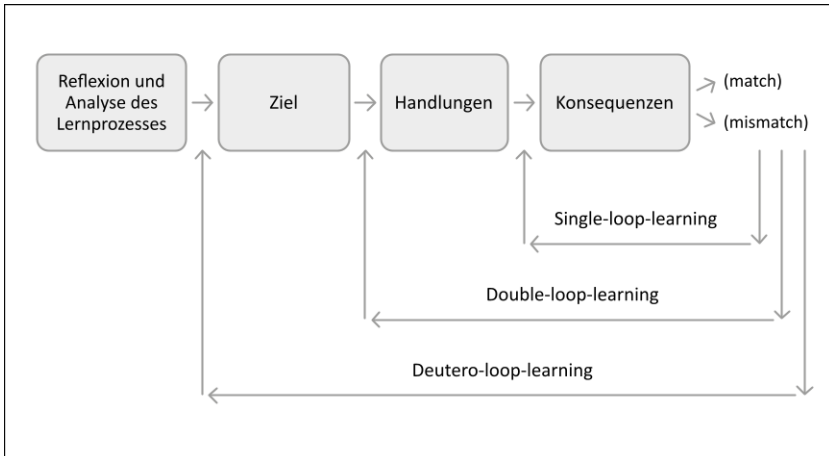 Reflexion und
Analyse des
Lernprozesses
Ziel
Handlungen
Konsequenzen
(match)
(mismatch)
Single-loop-learning
Double-loop-learning
Deutero-loop-learning